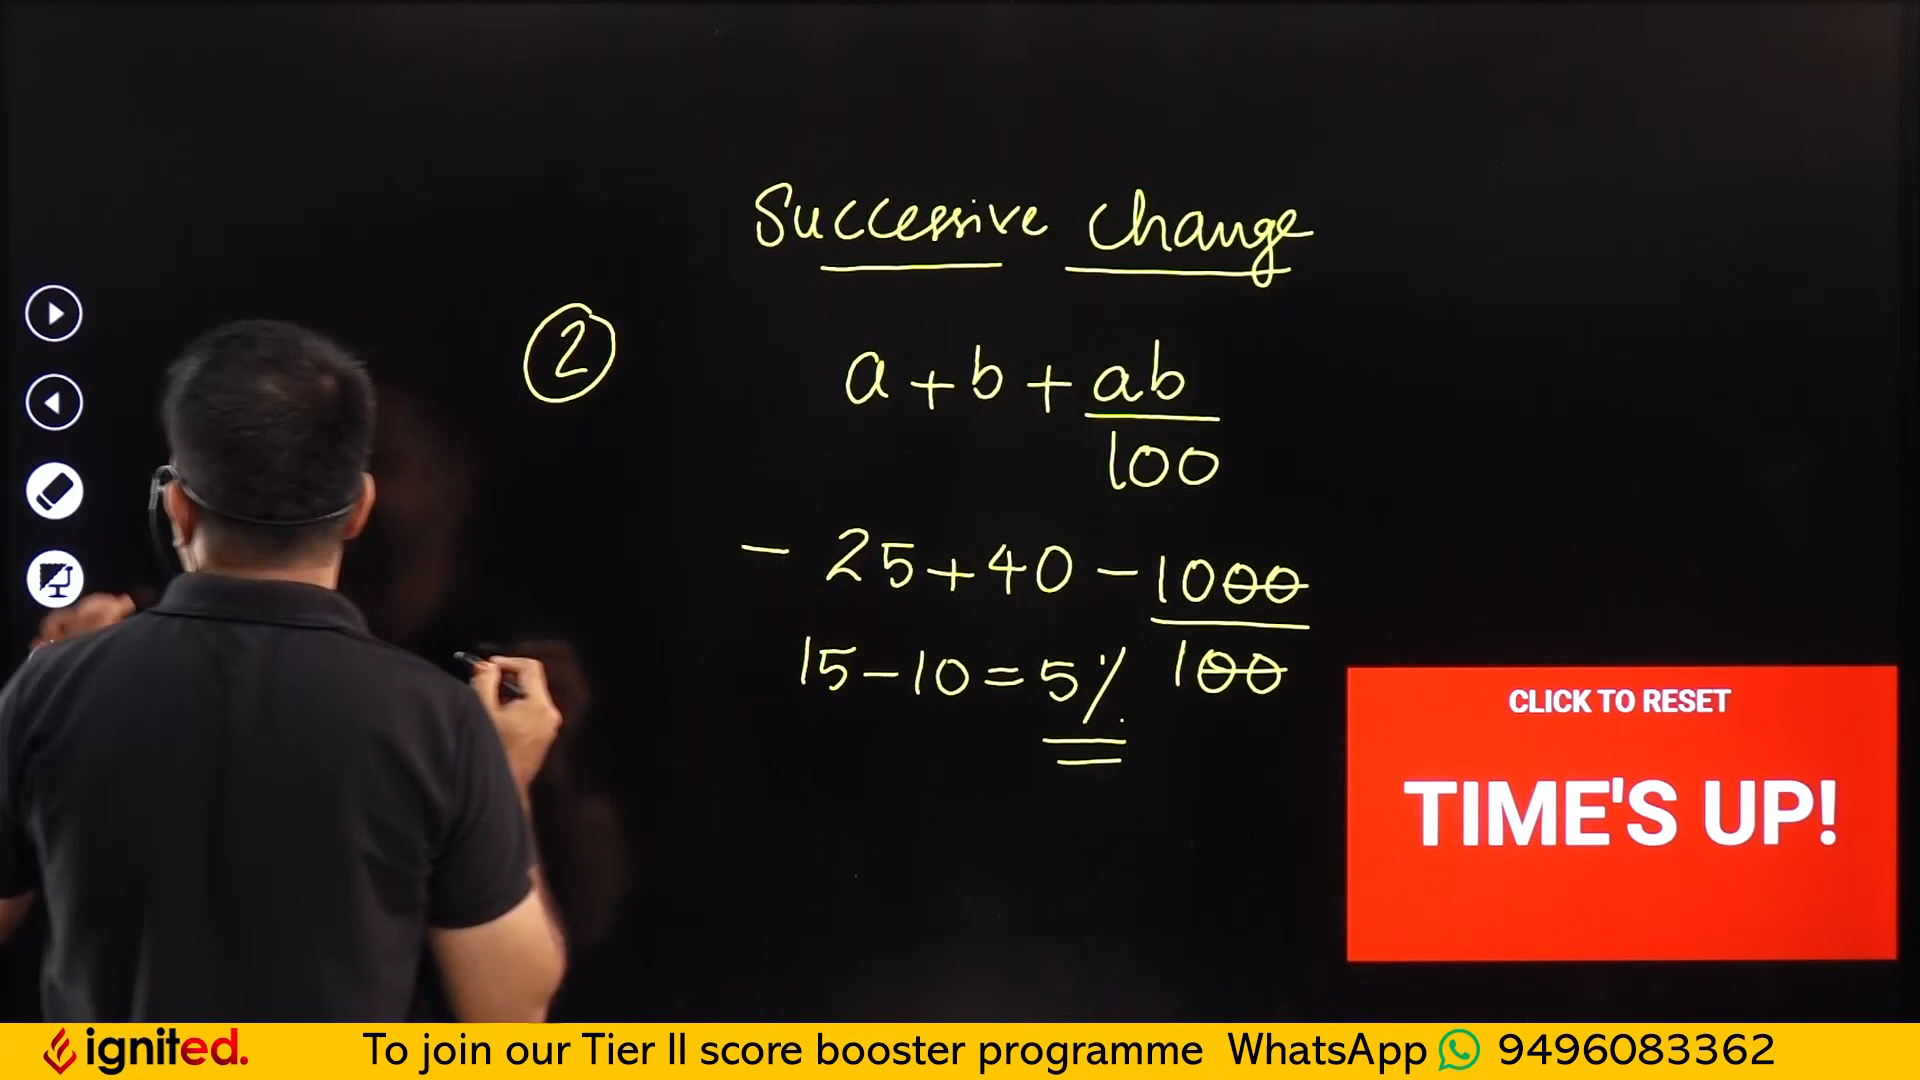 Successive change
2
a + b + ab
100
- 25 + 40 - 1000
100
15 - 10 = 5%
CLICK TO RESET
TIME'S UP!
ignited. To join our Tier II score booster programme WhatsApp 9496083362